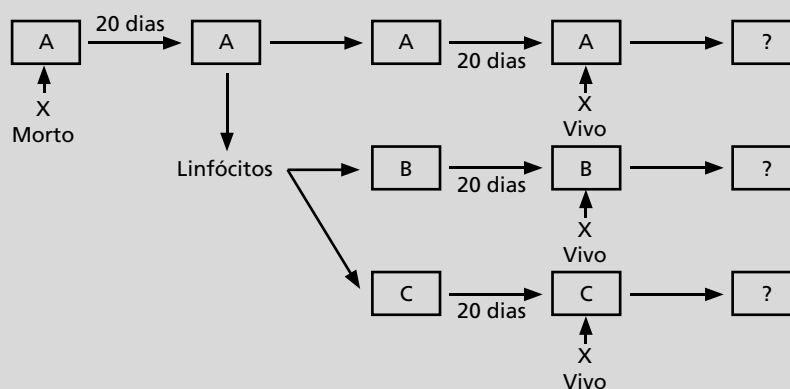 A 20 dias A A 20 dias A ?
X
Morto
X
Vivo
Linfócitos
B 20 dias B ?
X
Vivo
C 20 dias C ?
X
Vivo